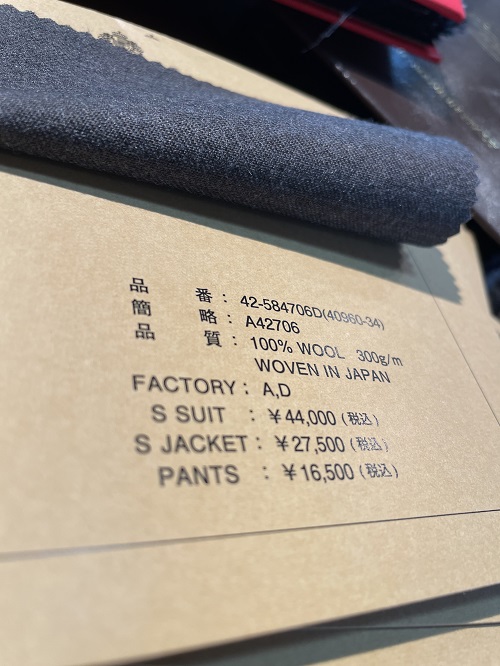 品 番 : 42-584706D(40960-34)
簡 略 : A42706
品 質 : 100% WOOL 300g/m
WOVEN IN JAPAN
FACTORY : A,D
S SUIT : ¥44,000 (税込)
S JACKET : ¥27,500 (税込)
PANTS : ¥16,500 (税込)